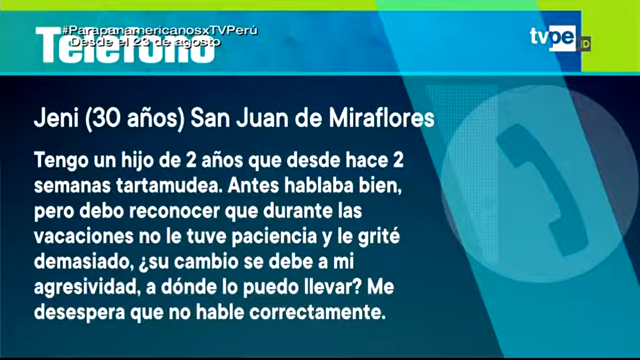 #ParapanamericanosxTVPerú
Desde el 23 de agosto
Teléfono
tvpe HD
Jeni (30 años) San Juan de Miraflores
Tengo un hijo de 2 años que desde hace 2
semanas tartamudea. Antes hablaba bien,
pero debo reconocer que durante las
vacaciones no le tuve paciencia y le grité
demasiado, ¿su cambio se debe a mi
agresividad, a dónde lo puedo llevar? Me
desespera que no hable correctamente.